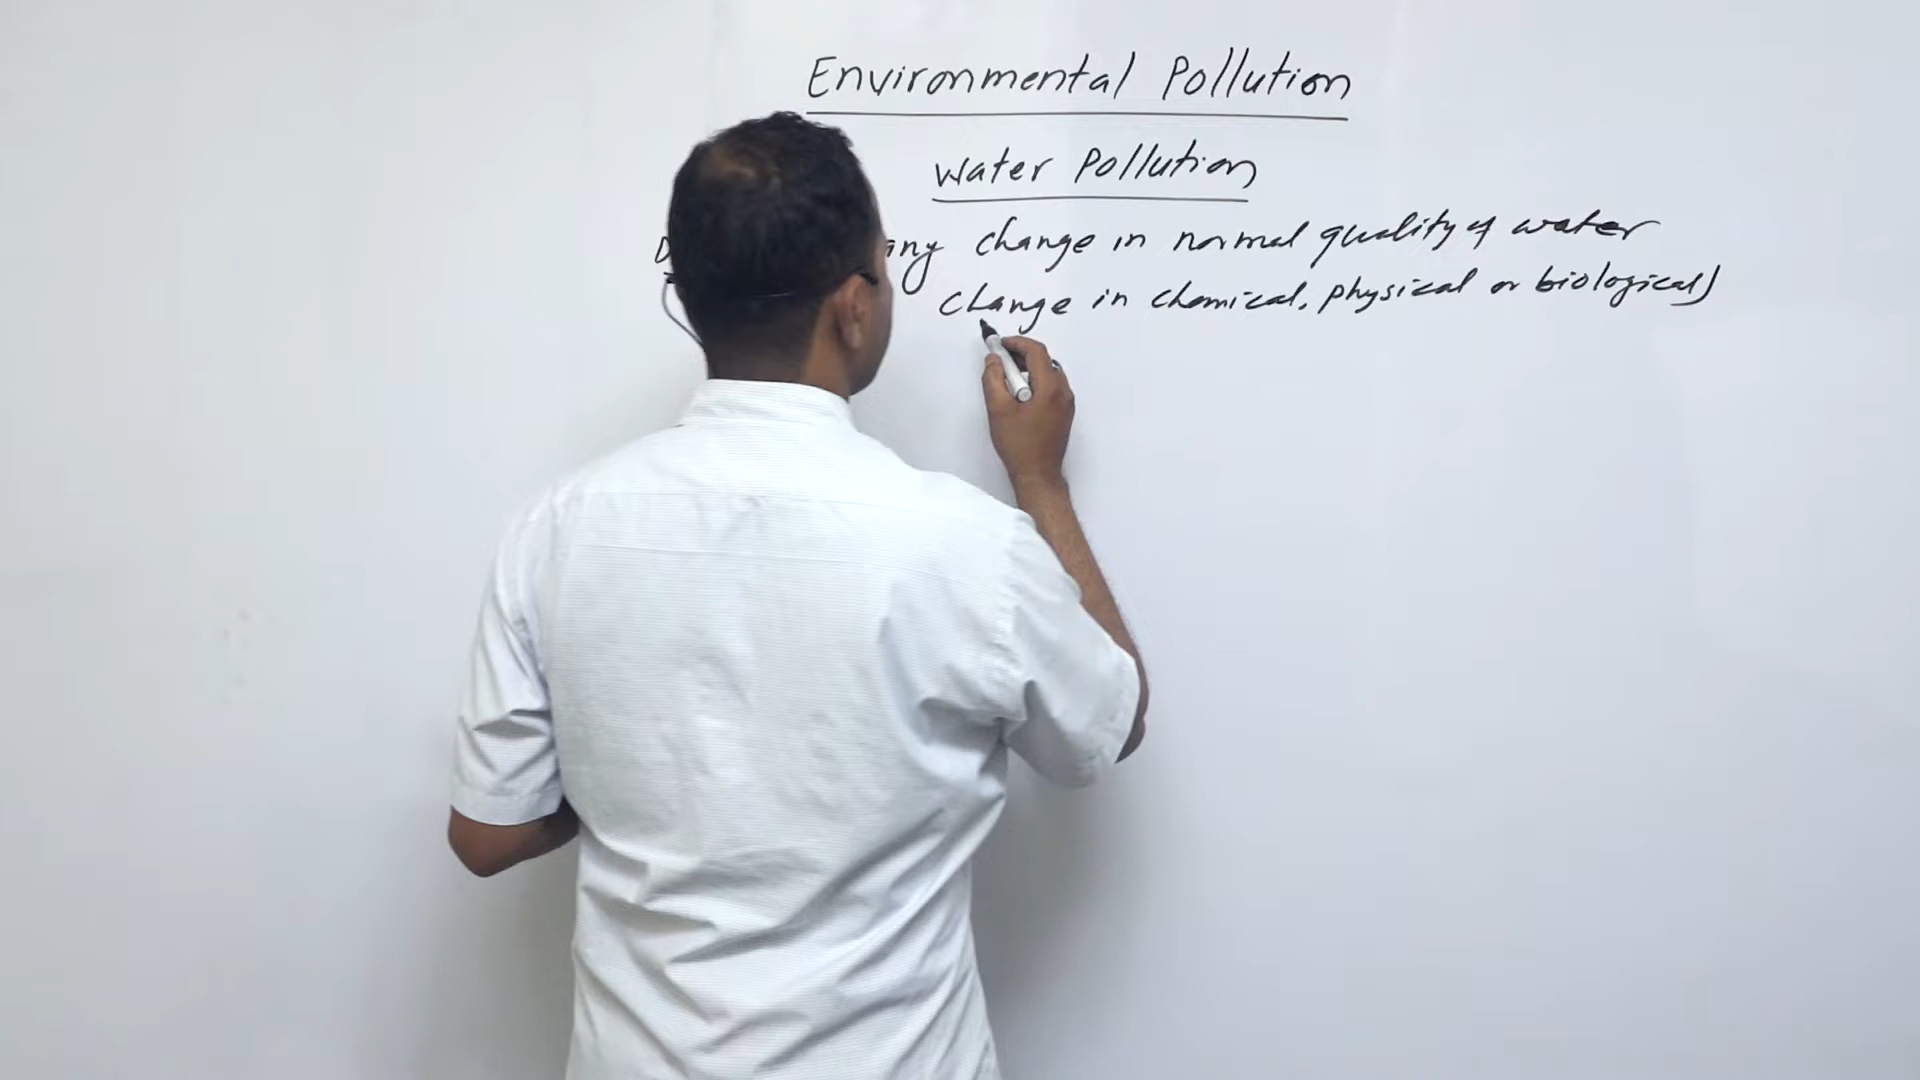 Environmental Pollution
Water Pollution
any change in normal quality of water
change in chemical, physical or biological